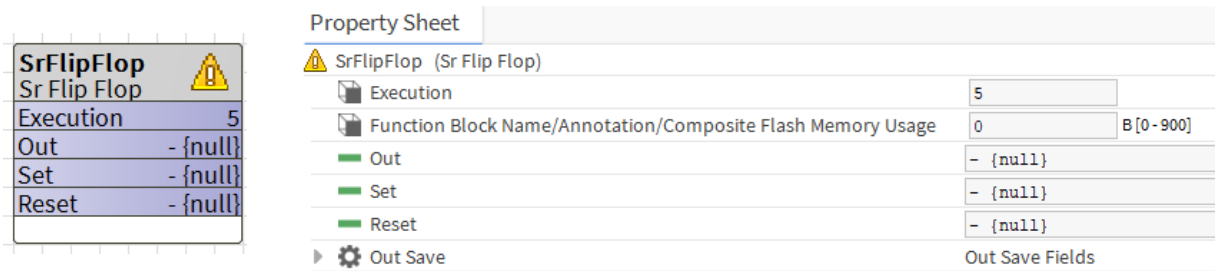 SrFlipFlop
Sr Flip Flop
Execution 5
Out - {null}
Set - {null}
Reset - {null}
Property Sheet
SrFlipFlop (Sr Flip Flop)
Execution 5
Function Block Name/Annotation/Composite Flash Memory Usage 0 B [0 - 900]
Out - {null}
Set - {null}
Reset - {null}
Out Save Out Save Fields